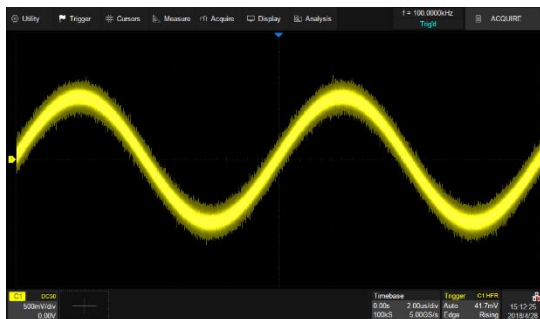 Utility Trigger Cursors Measure Acquire Display Analysis
f = 100.0000kHz
Trig'd
ACQUIRE
C1 DC50
500mV/div
0.00V
Timebase
0.00s 2.00us/div
100kS 5.00GS/s
Trigger C1 HFR
Auto 41.7mV
Edge Rising
15:12:25
2018/4/28